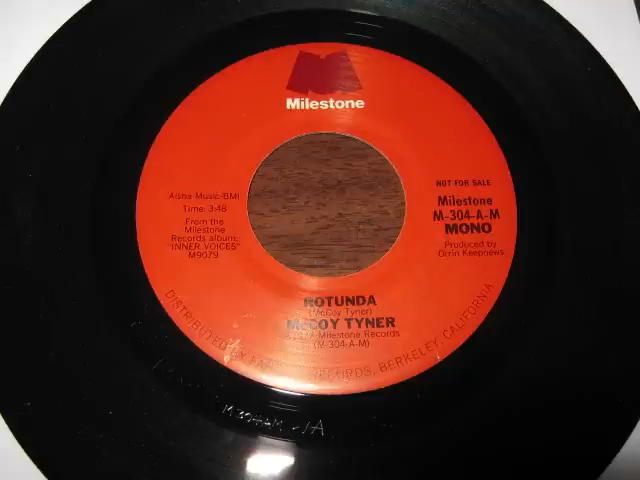 Milestone
Aisha Music-BMI
Time: 3:48
From the Milestone
Records album:
"INNER VOICES"
M9079
NOT FOR SALE
Milestone
M-304-A-M
MONO
Produced by
Orrin Keepnews
ROTUNDA
(McCoy Tyner)
McCOY TYNER
Milestone Records
(M-304-A-M)
DISTRIBUTED BY RECORDS, BERKELEY, CALIFORNIA